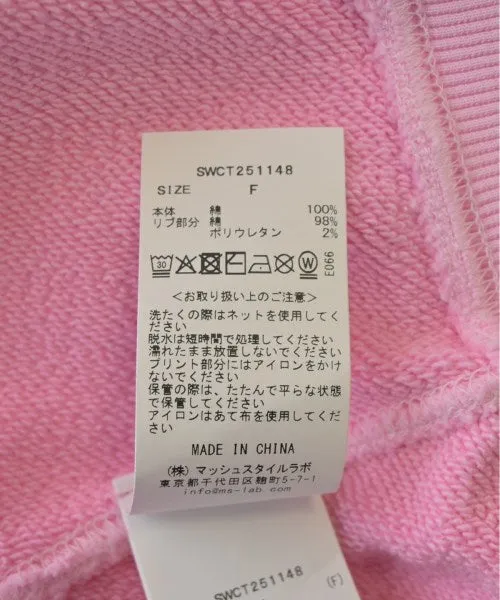 SWCT251148
SIZE F
本体 綿 100%
リブ部分 綿 98%
ポリウレタン 2%
30
W
E066
<お取り扱い上のご注意>
洗たくの際はネットを使用してく
ださい
脱水は短時間で処理してください
濡れたまま放置しないでください
プリント部分にはアイロンをかけ
ないでください
保管の際は、たたんで平らな状態
で保管してください
アイロンはあて布を使用してくだ
さい
MADE IN CHINA
(株) マッシュスタイルラボ
東京都千代田区麹町5-7-1
info@ms-lab.com
SWCT251148
(F)